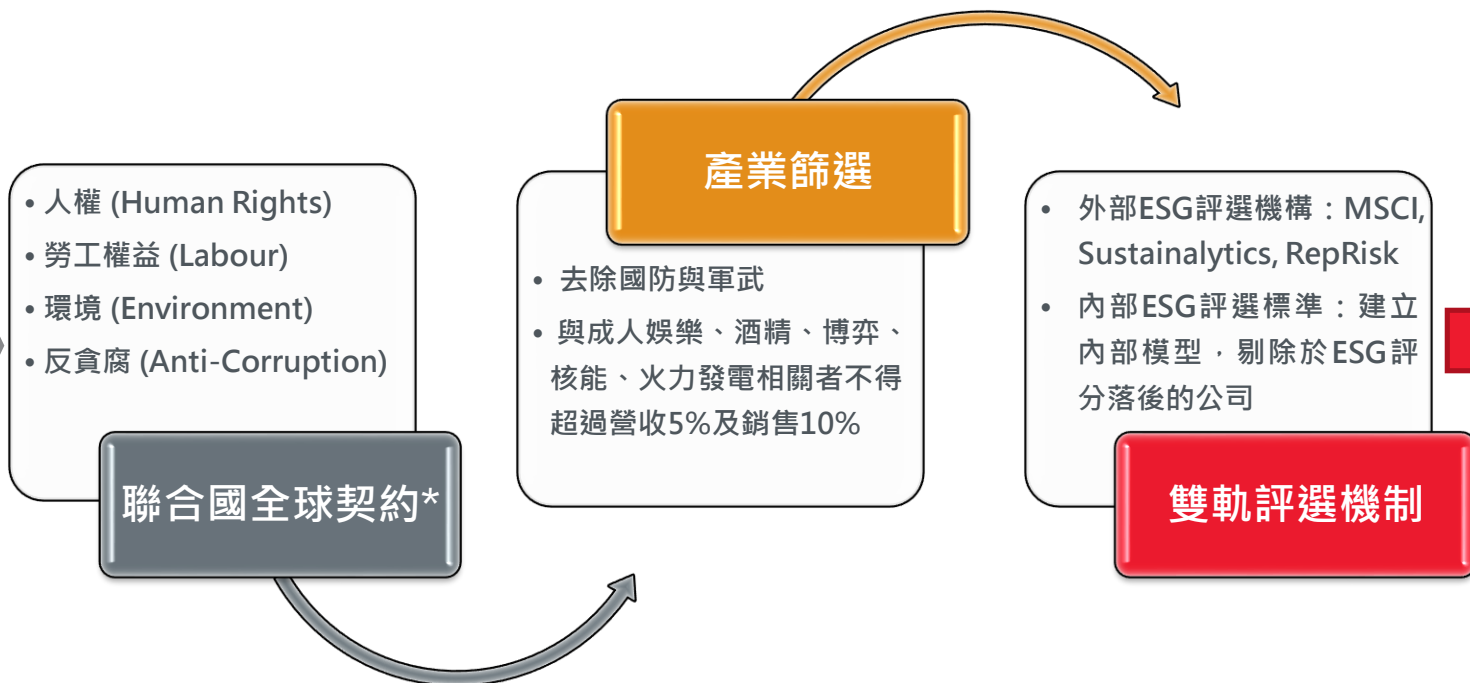 • 人權 (Human Rights)
• 勞工權益 (Labour)
• 環境 (Environment)
• 反貪腐 (Anti-Corruption)
聯合國全球契約*
產業篩選
• 去除國防與軍武
• 與成人娛樂、酒精、博弈、
核能、火力發電相關者不得
超過營收5%及銷售10%
• 外部ESG評選機構：MSCI,
Sustainalytics, RepRisk
• 內部ESG評選標準：建立
內部模型，剔除於ESG評
分落後的公司
雙軌評選機制